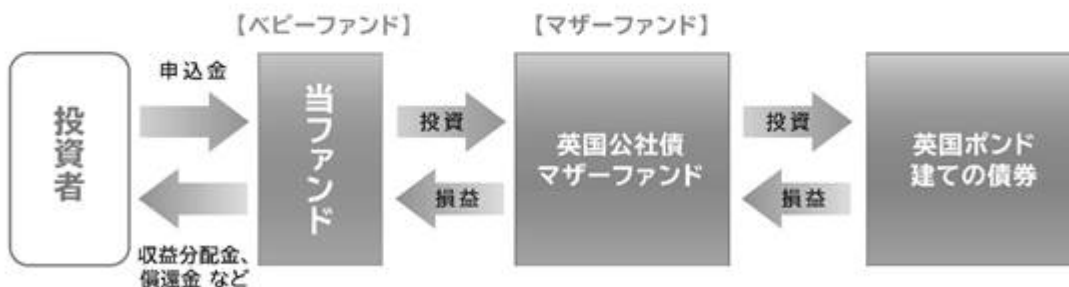 【ベビーファンド】
【マザーファンド】
投資者
申込金
収益分配金、
償還金 など
当ファンド
投資
損益
英国公社債
マザーファンド
投資
損益
英国ポンド
建ての債券